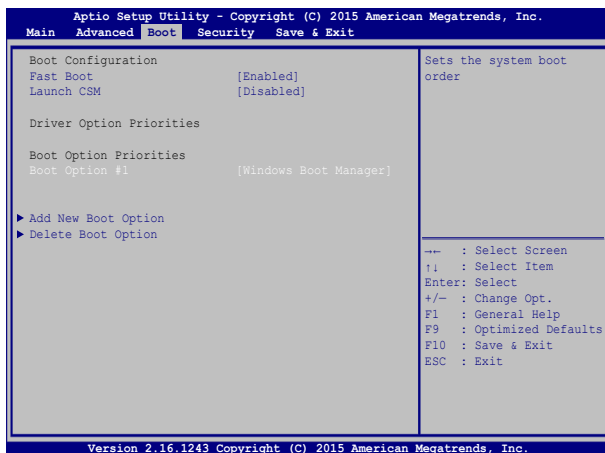 Aptio Setup Utility - Copyright (C) 2015 American Megatrends, Inc.
Main Advanced Boot Security Save & Exit
Boot Configuration
Fast Boot [Enabled]
Launch CSM [Disabled]
Driver Option Priorities
Boot Option Priorities
Boot Option #1 [Windows Boot Manager]
Add New Boot Option
Delete Boot Option
Sets the system boot
order
→← : Select Screen
↑↓ : Select Item
Enter: Select
+/— : Change Opt.
F1 : General Help
F9 : Optimized Defaults
F10 : Save & Exit
ESC : Exit
Version 2.16.1243 Copyright (C) 2015 American Megatrends, Inc.